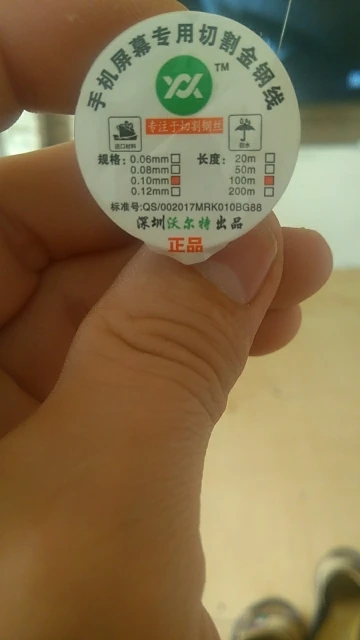 手机屏幕专用切割金钢线
TM
专注于切割钢丝
进口材料
防水
规格: 0.06mm
0.08mm
0.10mm
0.12mm
长度: 20m
50m
100m
200m
标准号:QS/002017MRK010BG88
深圳沃尔特出品
正品